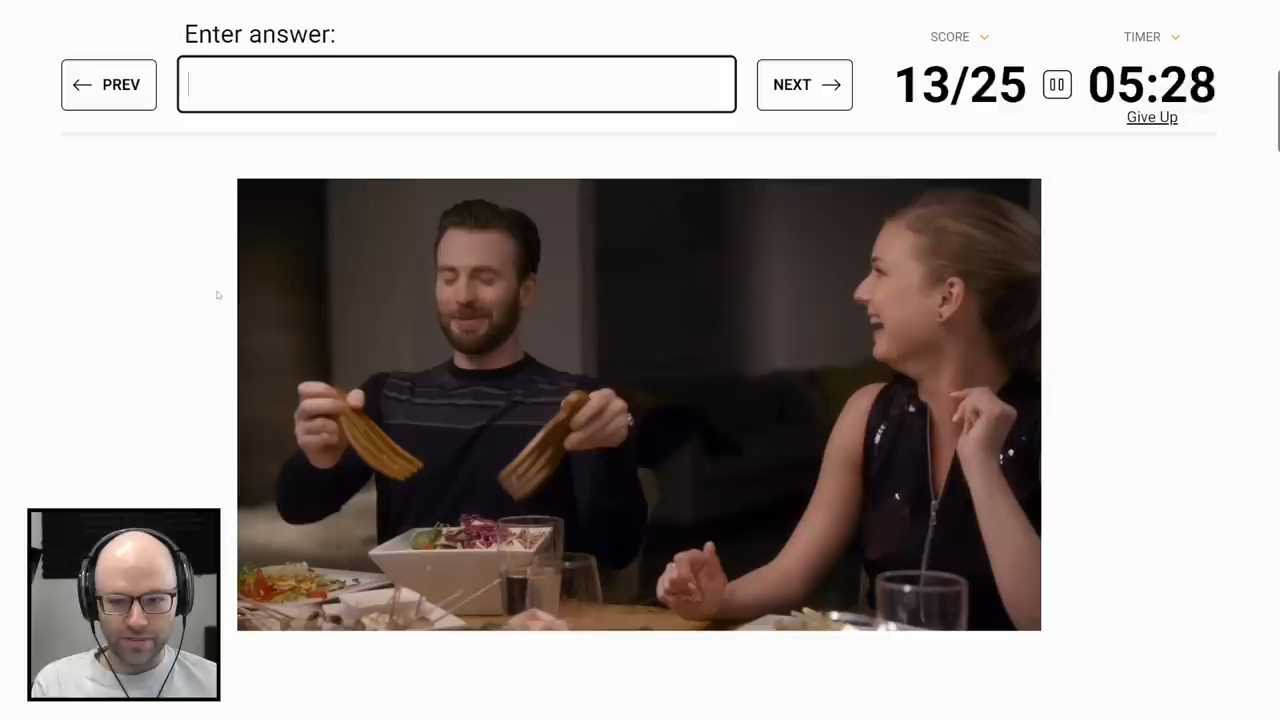 Enter answer:
SCORE
TIMER
PREV
NEXT
13/25
05:28
Give Up